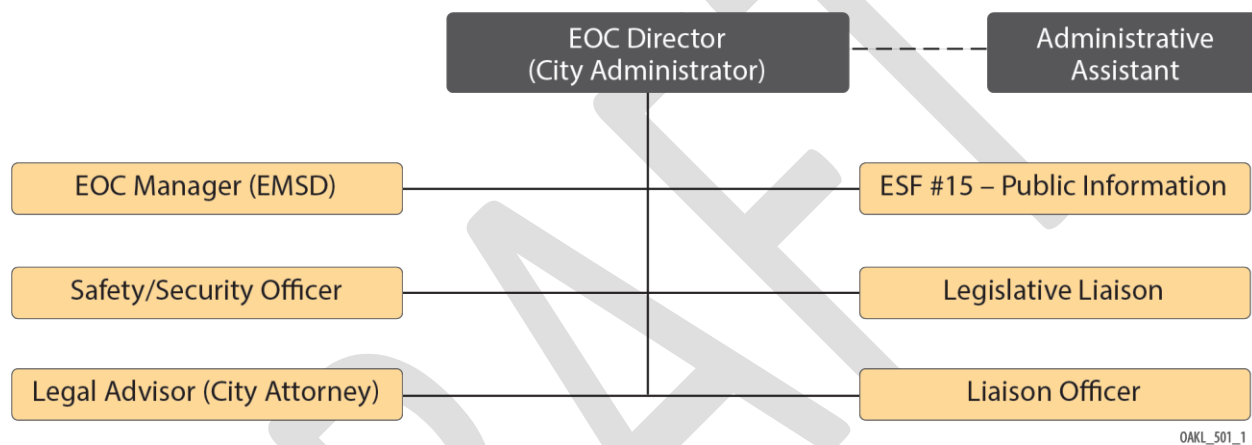 EOC Director
(City Administrator)
Administrative
Assistant
EOC Manager (EMSD)
ESF #15 – Public Information
Safety/Security Officer
Legislative Liaison
Legal Advisor (City Attorney)
Liaison Officer
OAKL_501_1
DRAFT